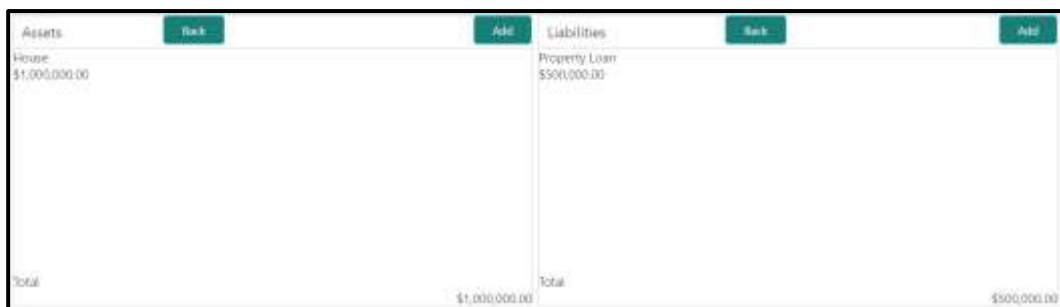 Assets Back Add
House
$1,000,000.00
Total
$1,000,000.00
Liabilities Back Add
Property Loan
$500,000.00
Total
$500,000.00